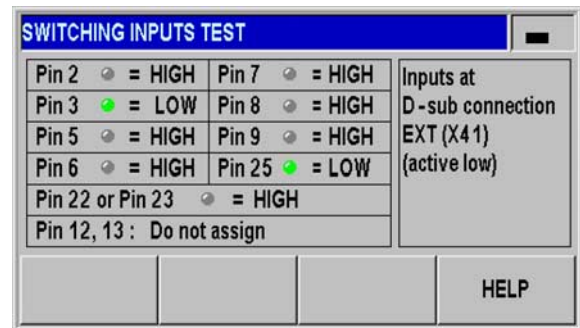 SWITCHING INPUTS TEST
Pin 2 = HIGH Pin 7 = HIGH
Pin 3 = LOW Pin 8 = HIGH
Pin 5 = HIGH Pin 9 = HIGH
Pin 6 = HIGH Pin 25 = LOW
Pin 22 or Pin 23 = HIGH
Pin 12, 13 : Do not assign
Inputs at
D-sub connection
EXT (X41)
(active low)
HELP